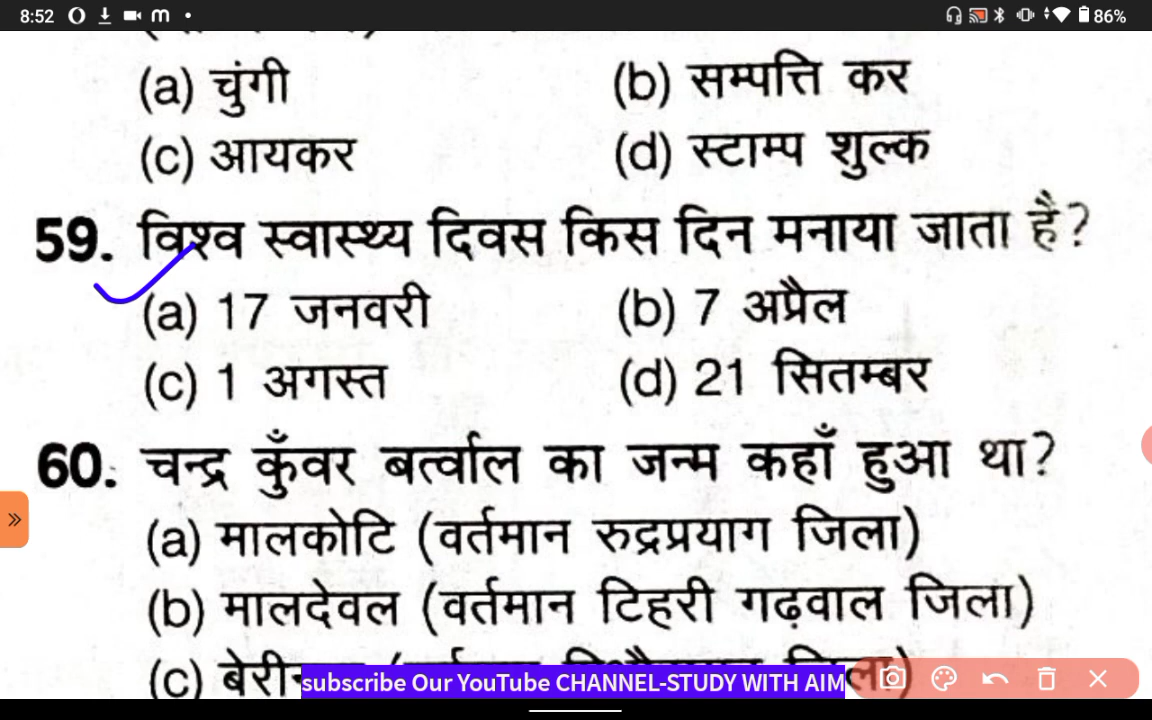 8:52 86%
(a) चुंगी (b) सम्पत्ति कर
(c) आयकर (d) स्टाम्प शुल्क
59. विश्व स्वास्थ्य दिवस किस दिन मनाया जाता है?
(a) 17 जनवरी (b) 7 अप्रैल
(c) 1 अगस्त (d) 21 सितम्बर
60. चन्द्र कुँवर बर्त्वाल का जन्म कहाँ हुआ था?
(a) मालकोटि (वर्तमान रुद्रप्रयाग जिला)
(b) मालदेवल (वर्तमान टिहरी गढ़वाल जिला)
(c)
subscribe Our YouTube CHANNEL-STUDY WITH AIM